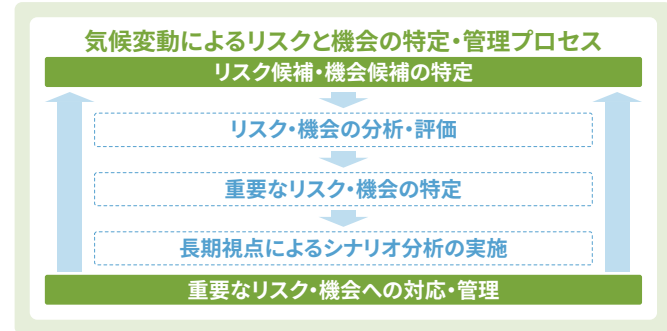 気候変動によるリスクと機会の特定・管理プロセス
リスク候補・機会候補の特定
リスク・機会の分析・評価
重要なリスク・機会の特定
長期視点によるシナリオ分析の実施
重要なリスク・機会への対応・管理